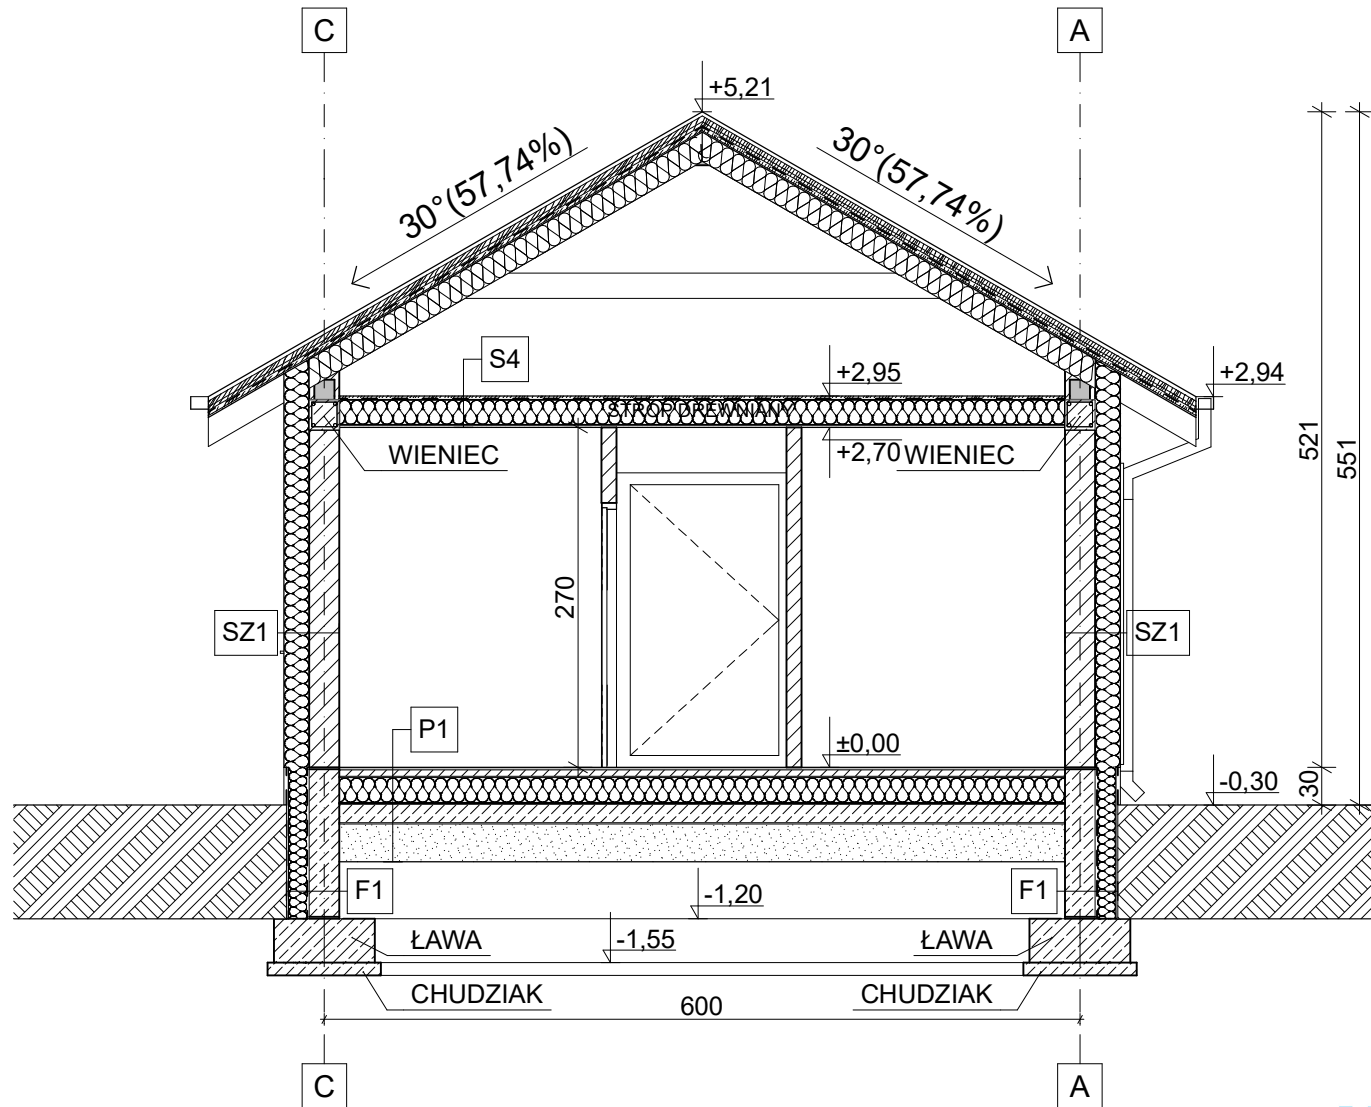 C
A
+5,21
30°(57,74%)
30°(57,74%)
S4
+2,95
+2,94
STROP DREWNIANY
WIENIEC
+2,70
WIENIEC
521
551
270
SZ1
SZ1
P1
±0,00
-0,30
30
F1
F1
-1,20
ŁAWA
-1,55
ŁAWA
CHUDZIAK
CHUDZIAK
600
C
A